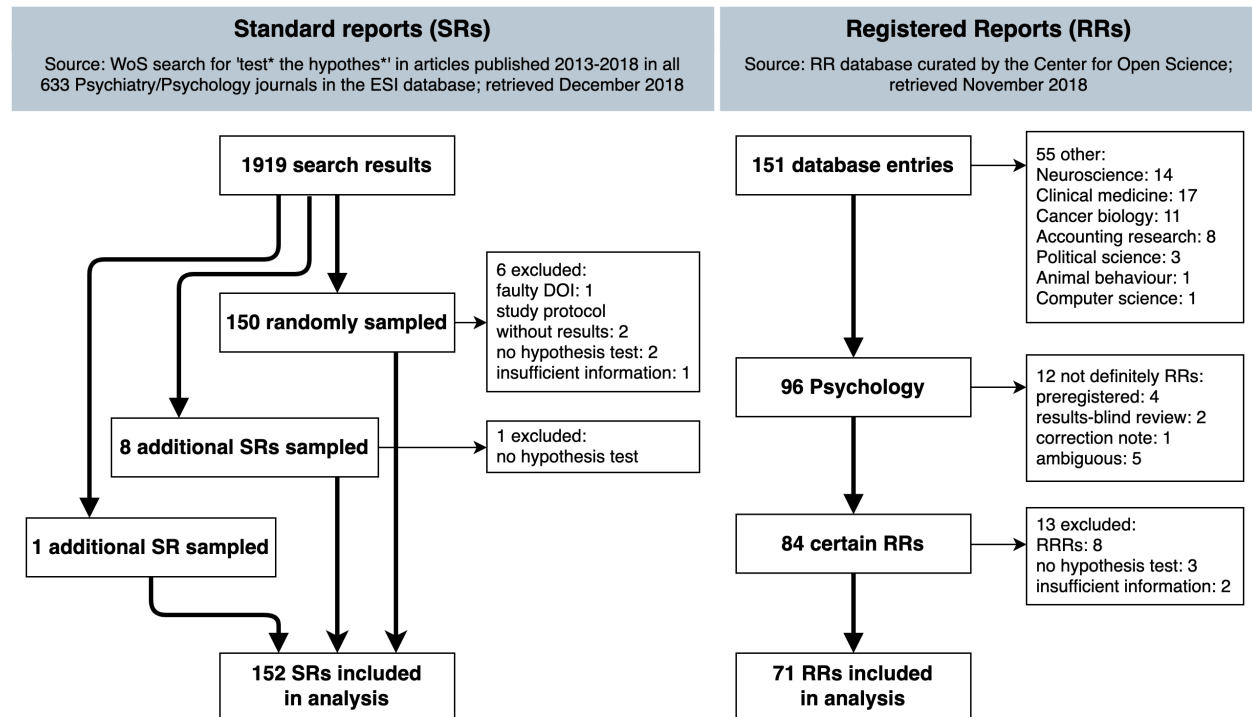 Standard reports (SRs)
Source: WoS search for 'test* the hypothes*' in articles published 2013-2018 in all
633 Psychiatry/Psychology journals in the ESI database; retrieved December 2018
1919 search results
150 randomly sampled
6 excluded:
faulty DOI: 1
study protocol
without results: 2
no hypothesis test: 2
insufficient information: 1
8 additional SRs sampled
1 excluded:
no hypothesis test
1 additional SR sampled
152 SRs included
in analysis
Registered Reports (RRs)
Source: RR database curated by the Center for Open Science;
retrieved November 2018
151 database entries
55 other:
Neuroscience: 14
Clinical medicine: 17
Cancer biology: 11
Accounting research: 8
Political science: 3
Animal behaviour: 1
Computer science: 1
96 Psychology
12 not definitely RRs:
preregistered: 4
results-blind review: 2
correction note: 1
ambiguous: 5
84 certain RRs
13 excluded:
RRRs: 8
no hypothesis test: 3
insufficient information: 2
71 RRs included
in analysis